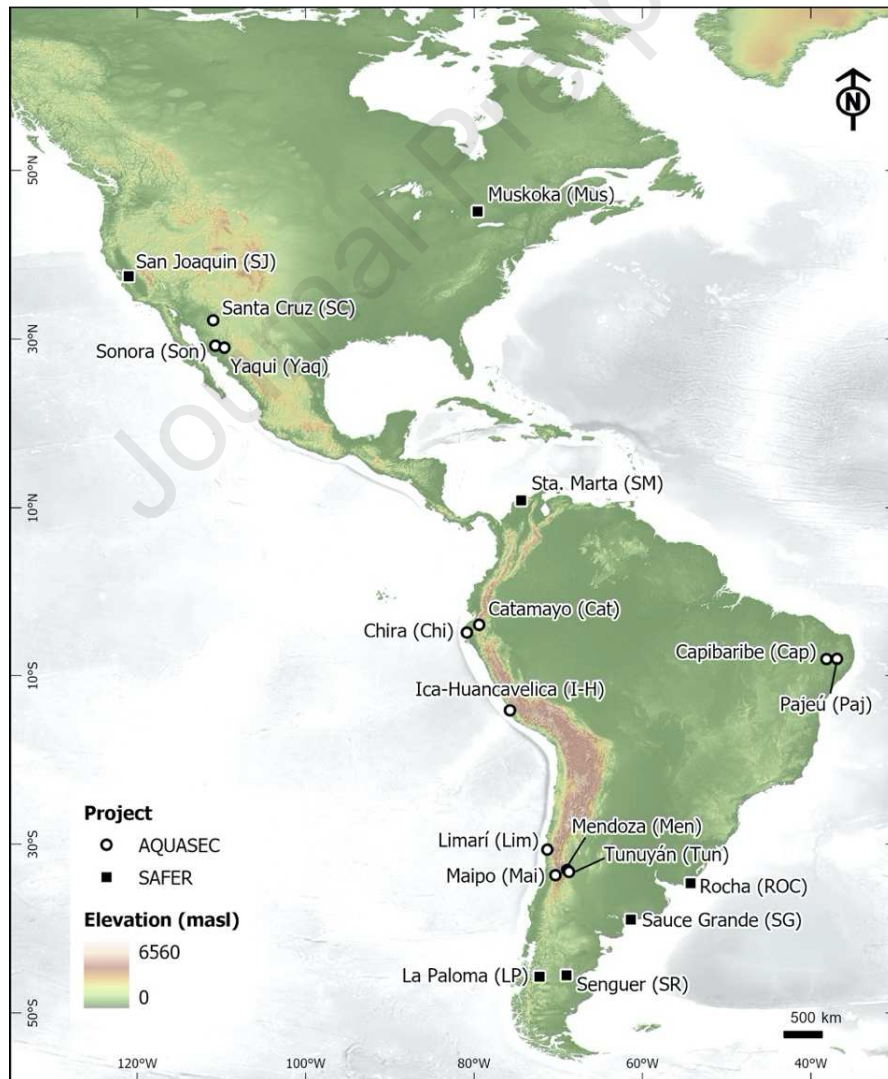 Journal Pre-p
N
50°N
30°N
10°N
10°S
30°S
50°S
Muskoka (Mus)
San Joaquin (SJ)
Santa Cruz (SC)
Sonora (Son)
Yaqui (Yaq)
Sta. Marta (SM)
Catamayo (Cat)
Chira (Chi)
Capibaribe (Cap)
Pajeú (Paj)
Ica-Huancavelica (I-H)
Mendoza (Men)
Limarí (Lim)
Tunuyán (Tun)
Maipo (Mai)
Rocha (ROC)
Sauce Grande (SG)
La Paloma (LP)
Senguer (SR)
Project
AQUASEC
SAFER
Elevation (masl)
6560
0
500 km
120°W
100°W
80°W
60°W
40°W